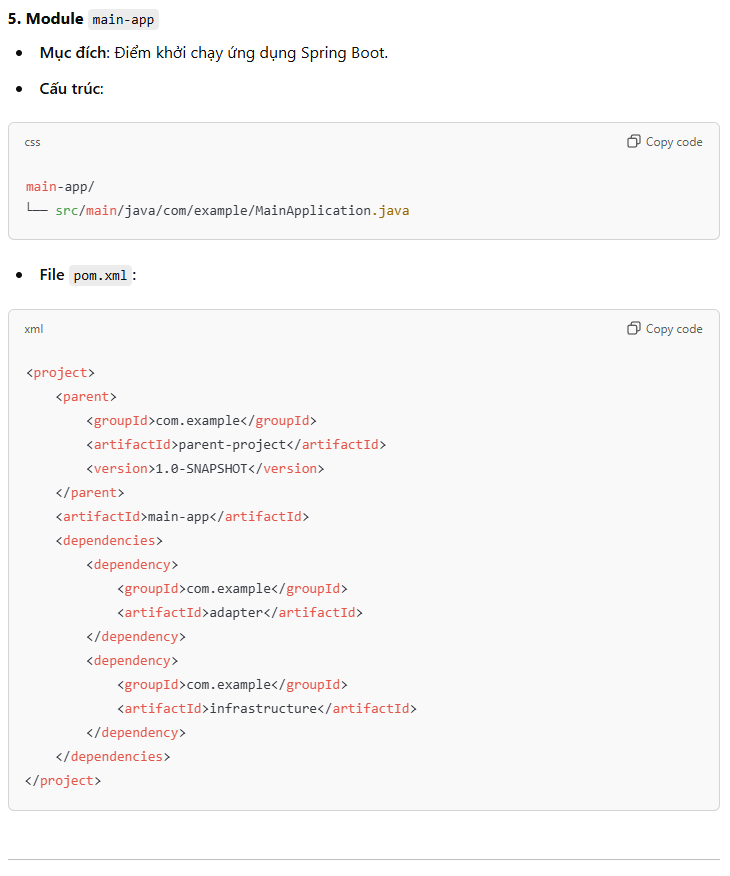 5. Module main-app
• Mục đích: Điểm khởi chạy ứng dụng Spring Boot.
• Cấu trúc:
css
Copy code
main-app/
└── src/main/java/com/example/MainApplication.java
• File pom.xml:
xml
Copy code
<project>
    <parent>
        <groupId>com.example</groupId>
        <artifactId>parent-project</artifactId>
        <version>1.0-SNAPSHOT</version>
    </parent>
    <artifactId>main-app</artifactId>
    <dependencies>
        <dependency>
            <groupId>com.example</groupId>
            <artifactId>adapter</artifactId>
        </dependency>
        <dependency>
            <groupId>com.example</groupId>
            <artifactId>infrastructure</artifactId>
        </dependency>
    </dependencies>
</project>